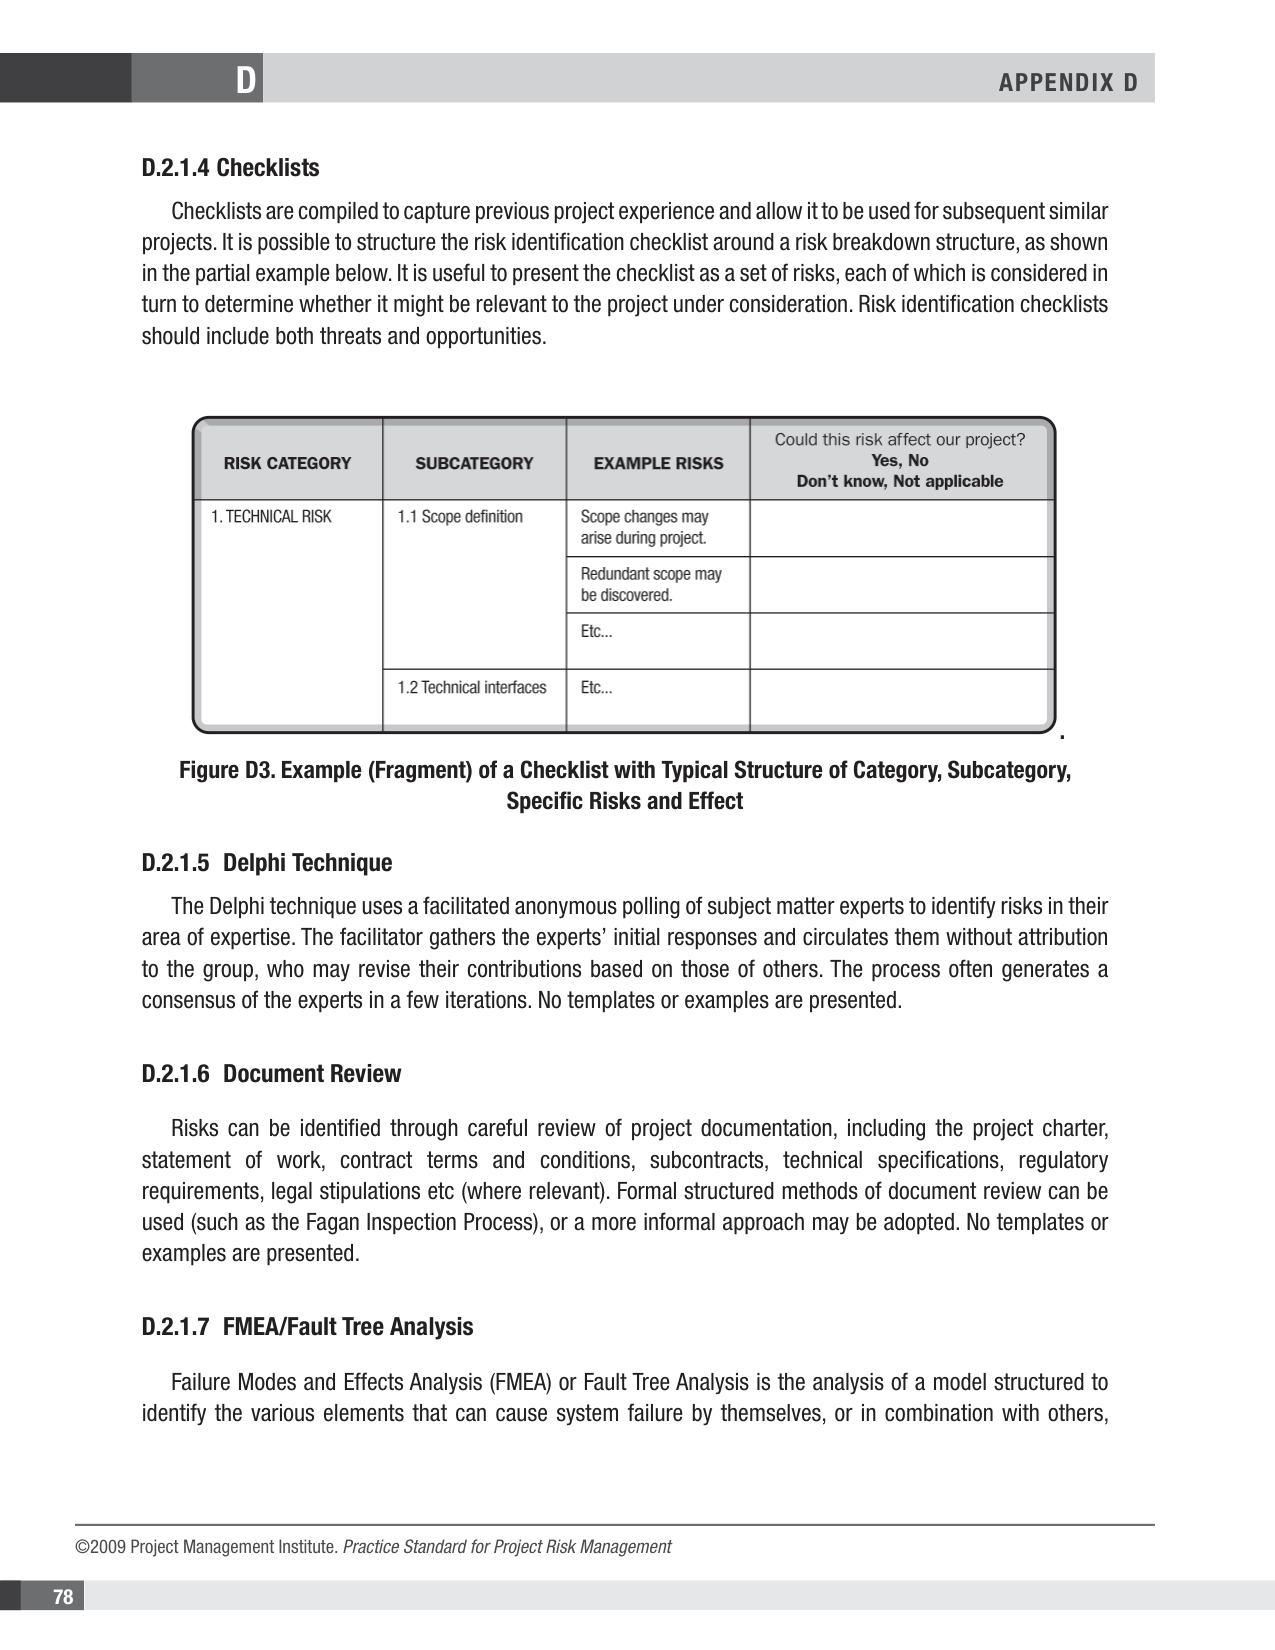 D
APPENDIX D
D.2.1.4 Checklists
Checklists are compiled to capture previous project experience and allow it to be used for subsequent similar
projects. It is possible to structure the risk identification checklist around a risk breakdown structure, as shown
in the partial example below. It is useful to present the checklist as a set of risks, each of which is considered in
turn to determine whether it might be relevant to the project under consideration. Risk identification checklists
should include both threats and opportunities.
RISK CATEGORY
SUBCATEGORY
EXAMPLE RISKS
Could this risk affect our project?
Yes, No
Don't know, Not applicable
1. TECHNICAL RISK
1.1 Scope definition
Scope changes may
arise during project.
Redundant scope may
be discovered.
Etc...
1.2 Technical interfaces
Etc...
.
Figure D3. Example (Fragment) of a Checklist with Typical Structure of Category, Subcategory,
Specific Risks and Effect
D.2.1.5 Delphi Technique
The Delphi technique uses a facilitated anonymous polling of subject matter experts to identify risks in their
area of expertise. The facilitator gathers the experts' initial responses and circulates them without attribution
to the group, who may revise their contributions based on those of others. The process often generates a
consensus of the experts in a few iterations. No templates or examples are presented.
D.2.1.6 Document Review
Risks can be identified through careful review of project documentation, including the project charter,
statement of work, contract terms and conditions, subcontracts, technical specifications, regulatory
requirements, legal stipulations etc (where relevant). Formal structured methods of document review can be
used (such as the Fagan Inspection Process), or a more informal approach may be adopted. No templates or
examples are presented.
D.2.1.7 FMEA/Fault Tree Analysis
Failure Modes and Effects Analysis (FMEA) or Fault Tree Analysis is the analysis of a model structured to
identify the various elements that can cause system failure by themselves, or in combination with others,
©2009 Project Management Institute. Practice Standard for Project Risk Management
78